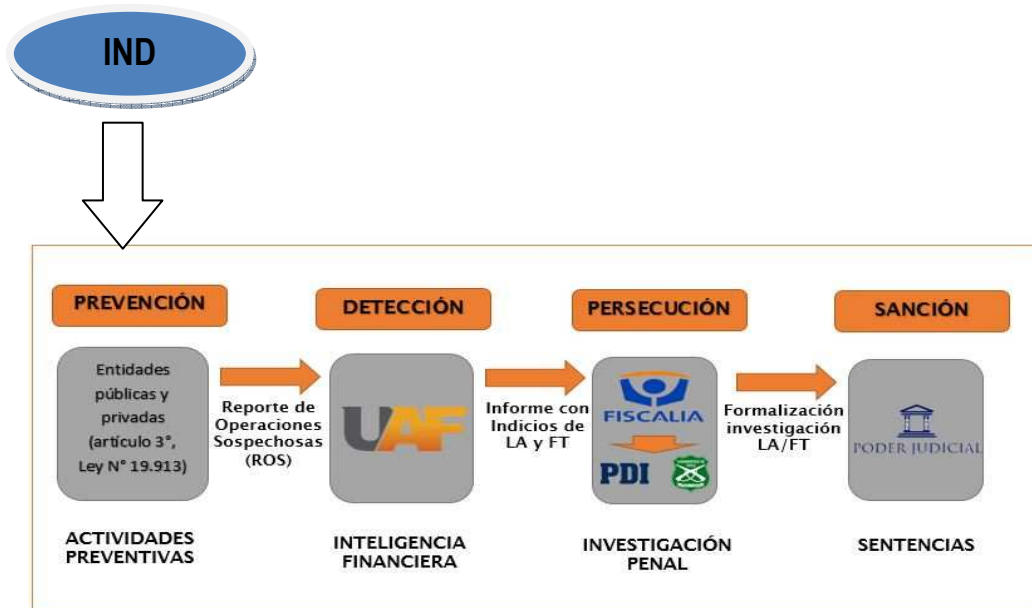 IND
PREVENCIÓN
Entidades
públicas y
privadas
(artículo 3°,
Ley N° 19.913)
ACTIVIDADES
PREVENTIVAS
Reporte de
Operaciones
Sospechosas
(ROS)
DETECCIÓN
UAF
INTELIGENCIA
FINANCIERA
Informe con
Indicios de
LA y FT
PERSECUCIÓN
FISCALIA
PDI
INVESTIGACIÓN
PENAL
Formalización
investigación
LA/FT
SANCIÓN
PODER JUDICIAL
SENTENCIAS